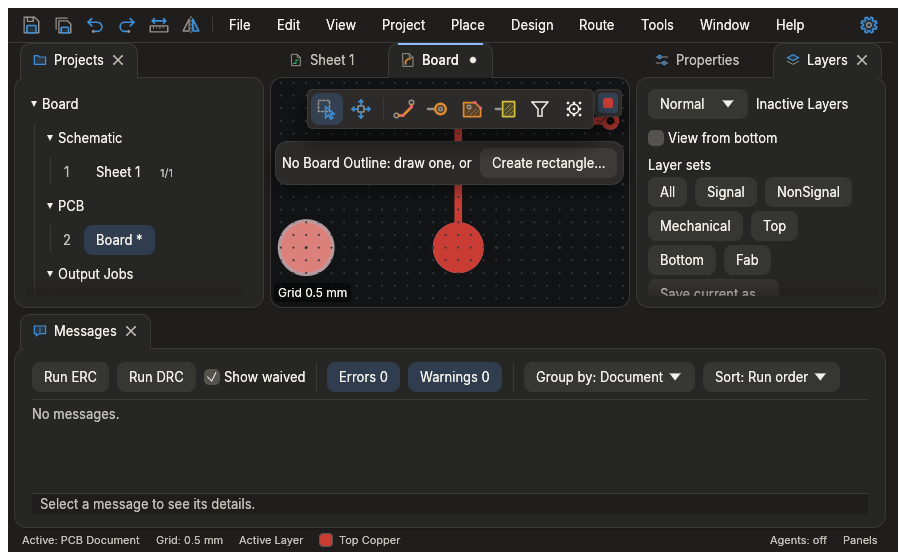 File Edit View Project Place Design Route Tools Window Help
Projects
Sheet 1
Board
Properties
Layers
Board
Schematic
1 Sheet 1 1/1
PCB
2 Board *
Output Jobs
No Board Outline: draw one, or Create rectangle...
Grid 0.5 mm
Normal Inactive Layers
View from bottom
Layer sets
All Signal NonSignal
Mechanical Top
Bottom Fab
Save current as
Messages
Run ERC Run DRC Show waived Errors 0 Warnings 0 Group by: Document Sort: Run order
No messages.
Select a message to see its details.
Active: PCB Document Grid: 0.5 mm Active Layer Top Copper Agents: off Panels